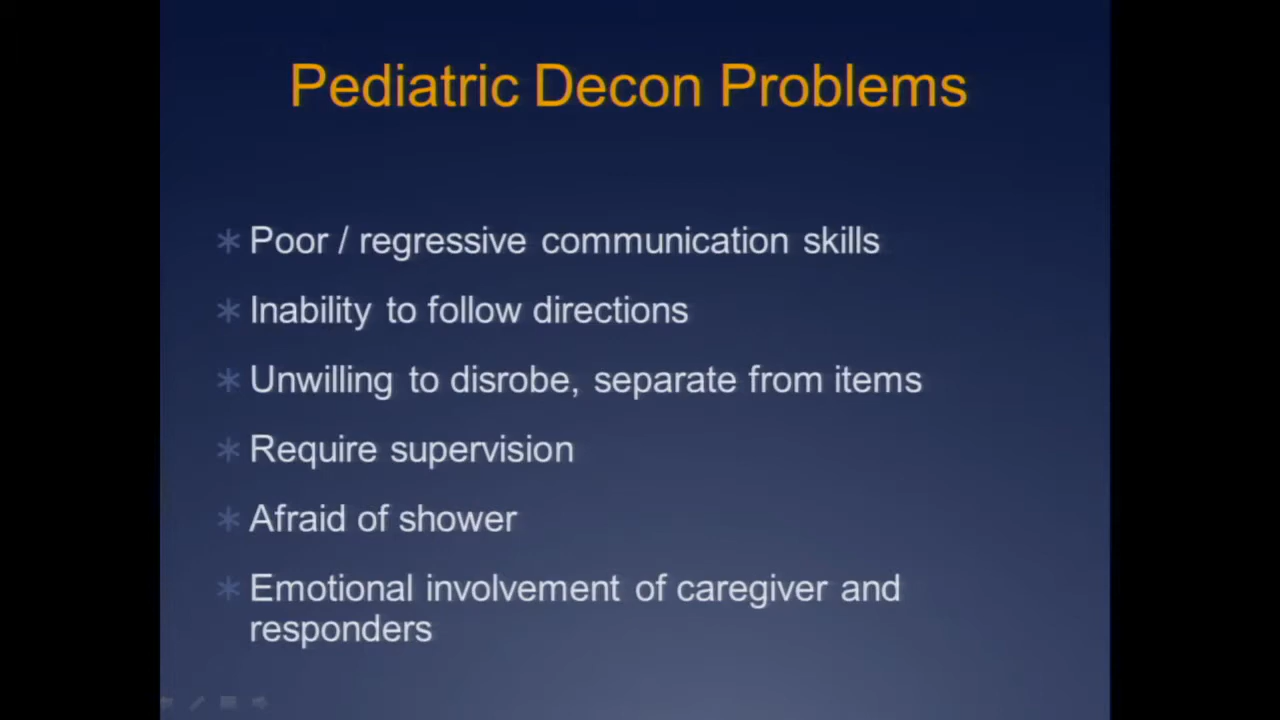 Pediatric Decon Problems
Poor / regressive communication skills
Inability to follow directions
Unwilling to disrobe, separate from items
Require supervision
Afraid of shower
Emotional involvement of caregiver and
responders